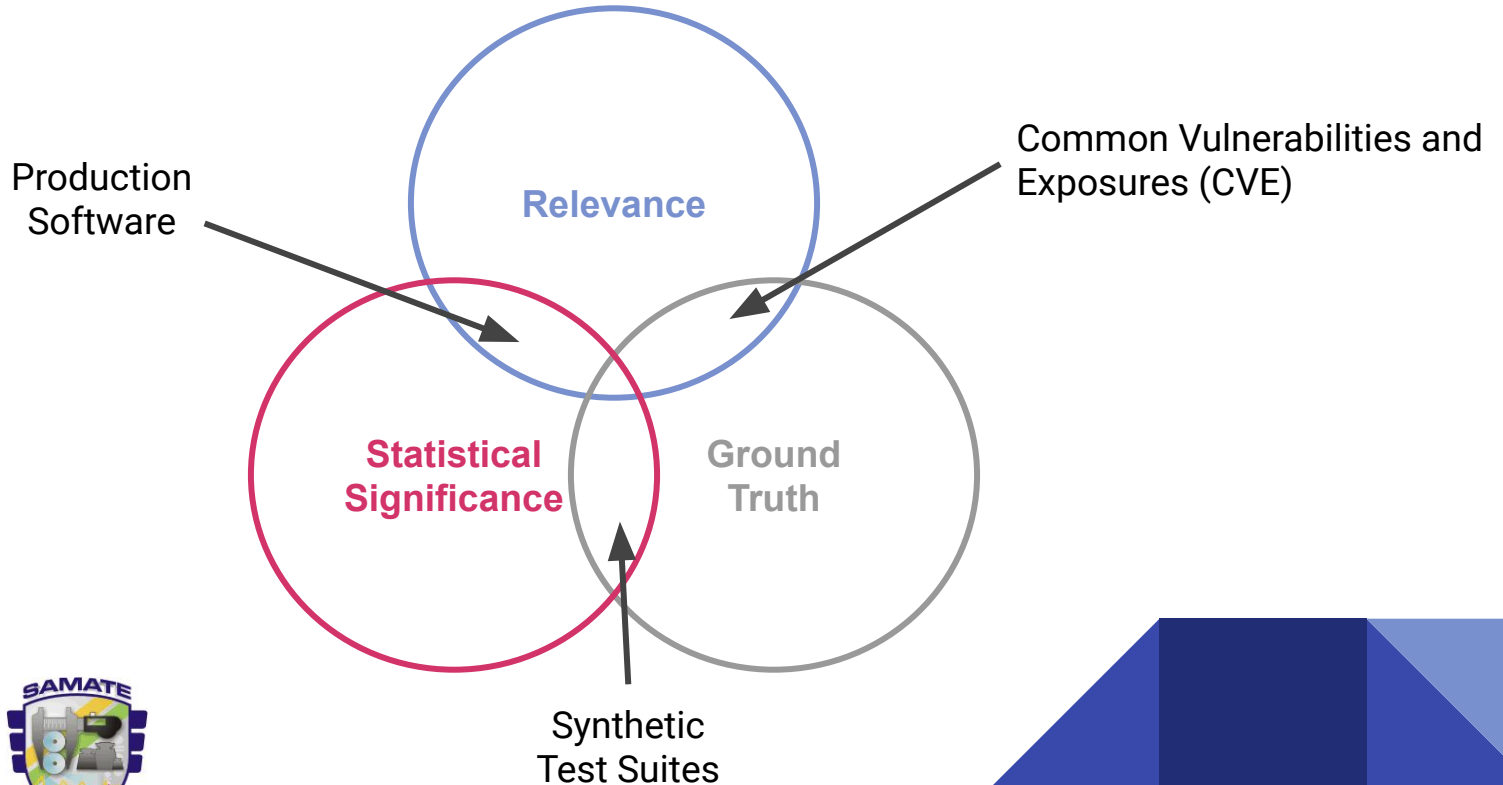 Common Vulnerabilities and
Exposures (CVE)
Production
Software
Relevance
Statistical
Significance
Ground
Truth
SAMATE
Synthetic
Test Suites